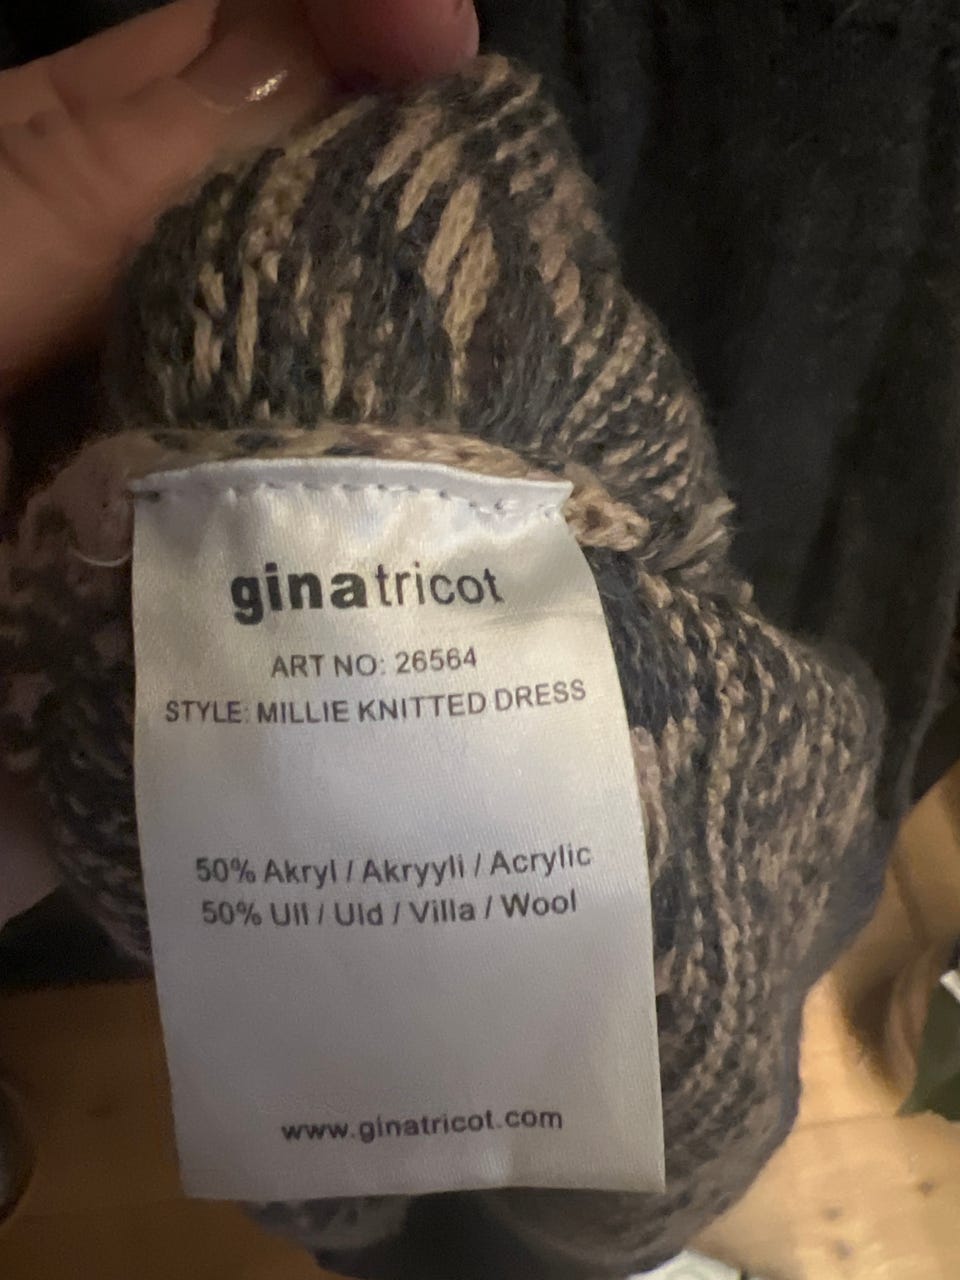 ginatricot
ART NO: 26564
STYLE: MILLIE KNITTED DRESS
50% Akryl / Akryyli / Acrylic
50% Ull / Uld / Villa / Wool
www.ginatricot.com